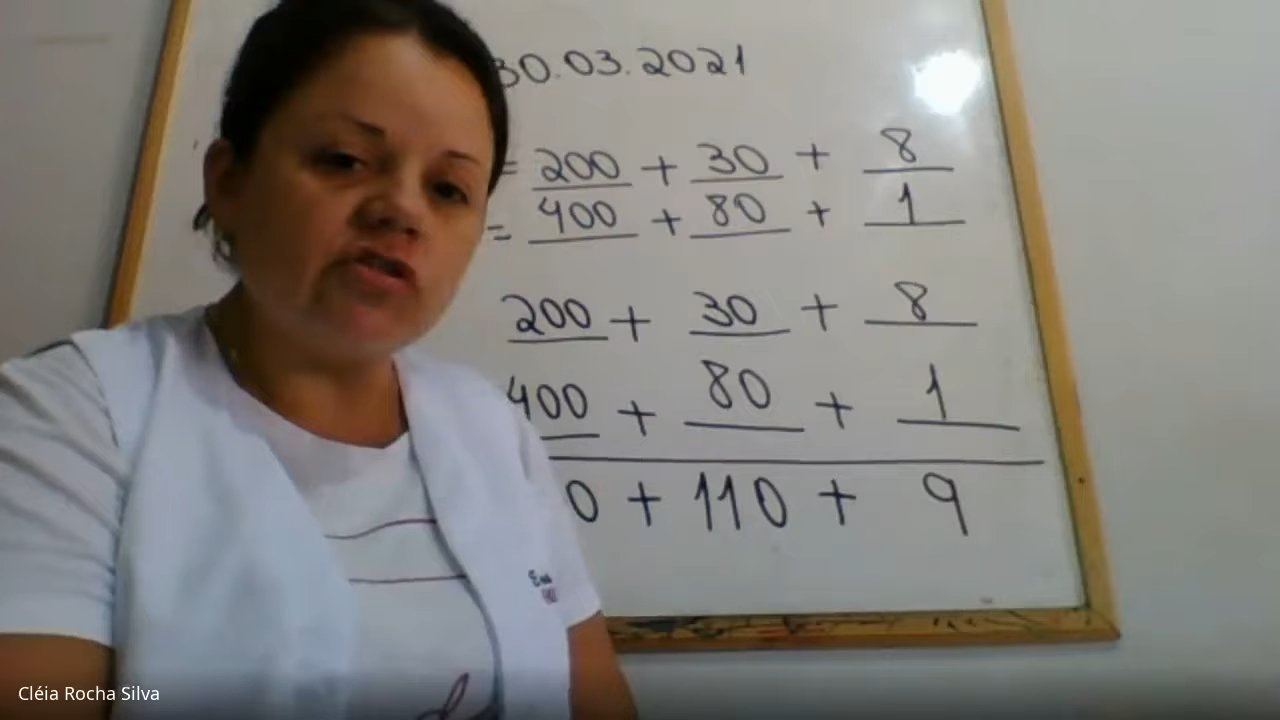 30.03.2021
= 200 + 30 + 8
= 400 + 80 + 1
200 + 30 + 8
400 + 80 + 1
0 + 110 + 9
Cléia Rocha Silva